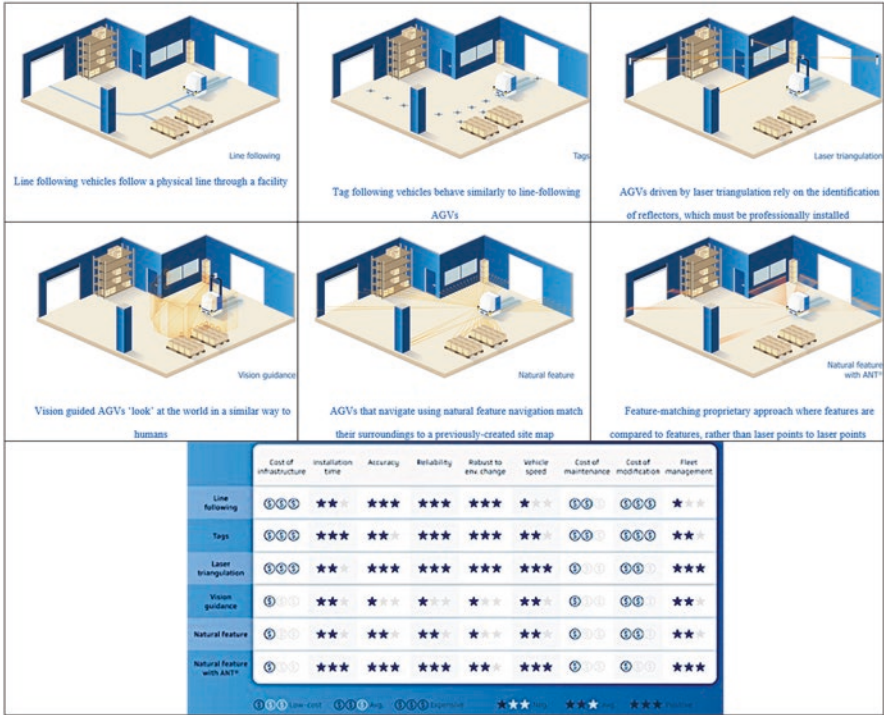 Line following
Line following vehicles follow a physical line through a facility
Tags
Tag following vehicles behave similarly to line-following
AGVs
Laser triangulation
AGVs driven by laser triangulation rely on the identification
of reflectors, which must be professionally installed
Vision guidance
Vision guided AGVs ‘look’ at the world in a similar way to
humans
Natural feature
AGVs that navigate using natural feature navigation match
their surroundings to a previously-created site map
Natural feature
with ANT®
Feature-matching proprietary approach where features are
compared to features, rather than laser points to laser points
Cost of
infrastructure
Installation
time
Accuracy
Reliability
Robust to
env. change
Vehicle
speed
Cost of
maintenance
Cost of
modification
Fleet
management
Line
following
Tags
Laser
triangulation
Vision
guidance
Natural feature
Natural feature
with ANT®
Low-cost
Avg.
Expensive
Neg.
Avg.
Positive